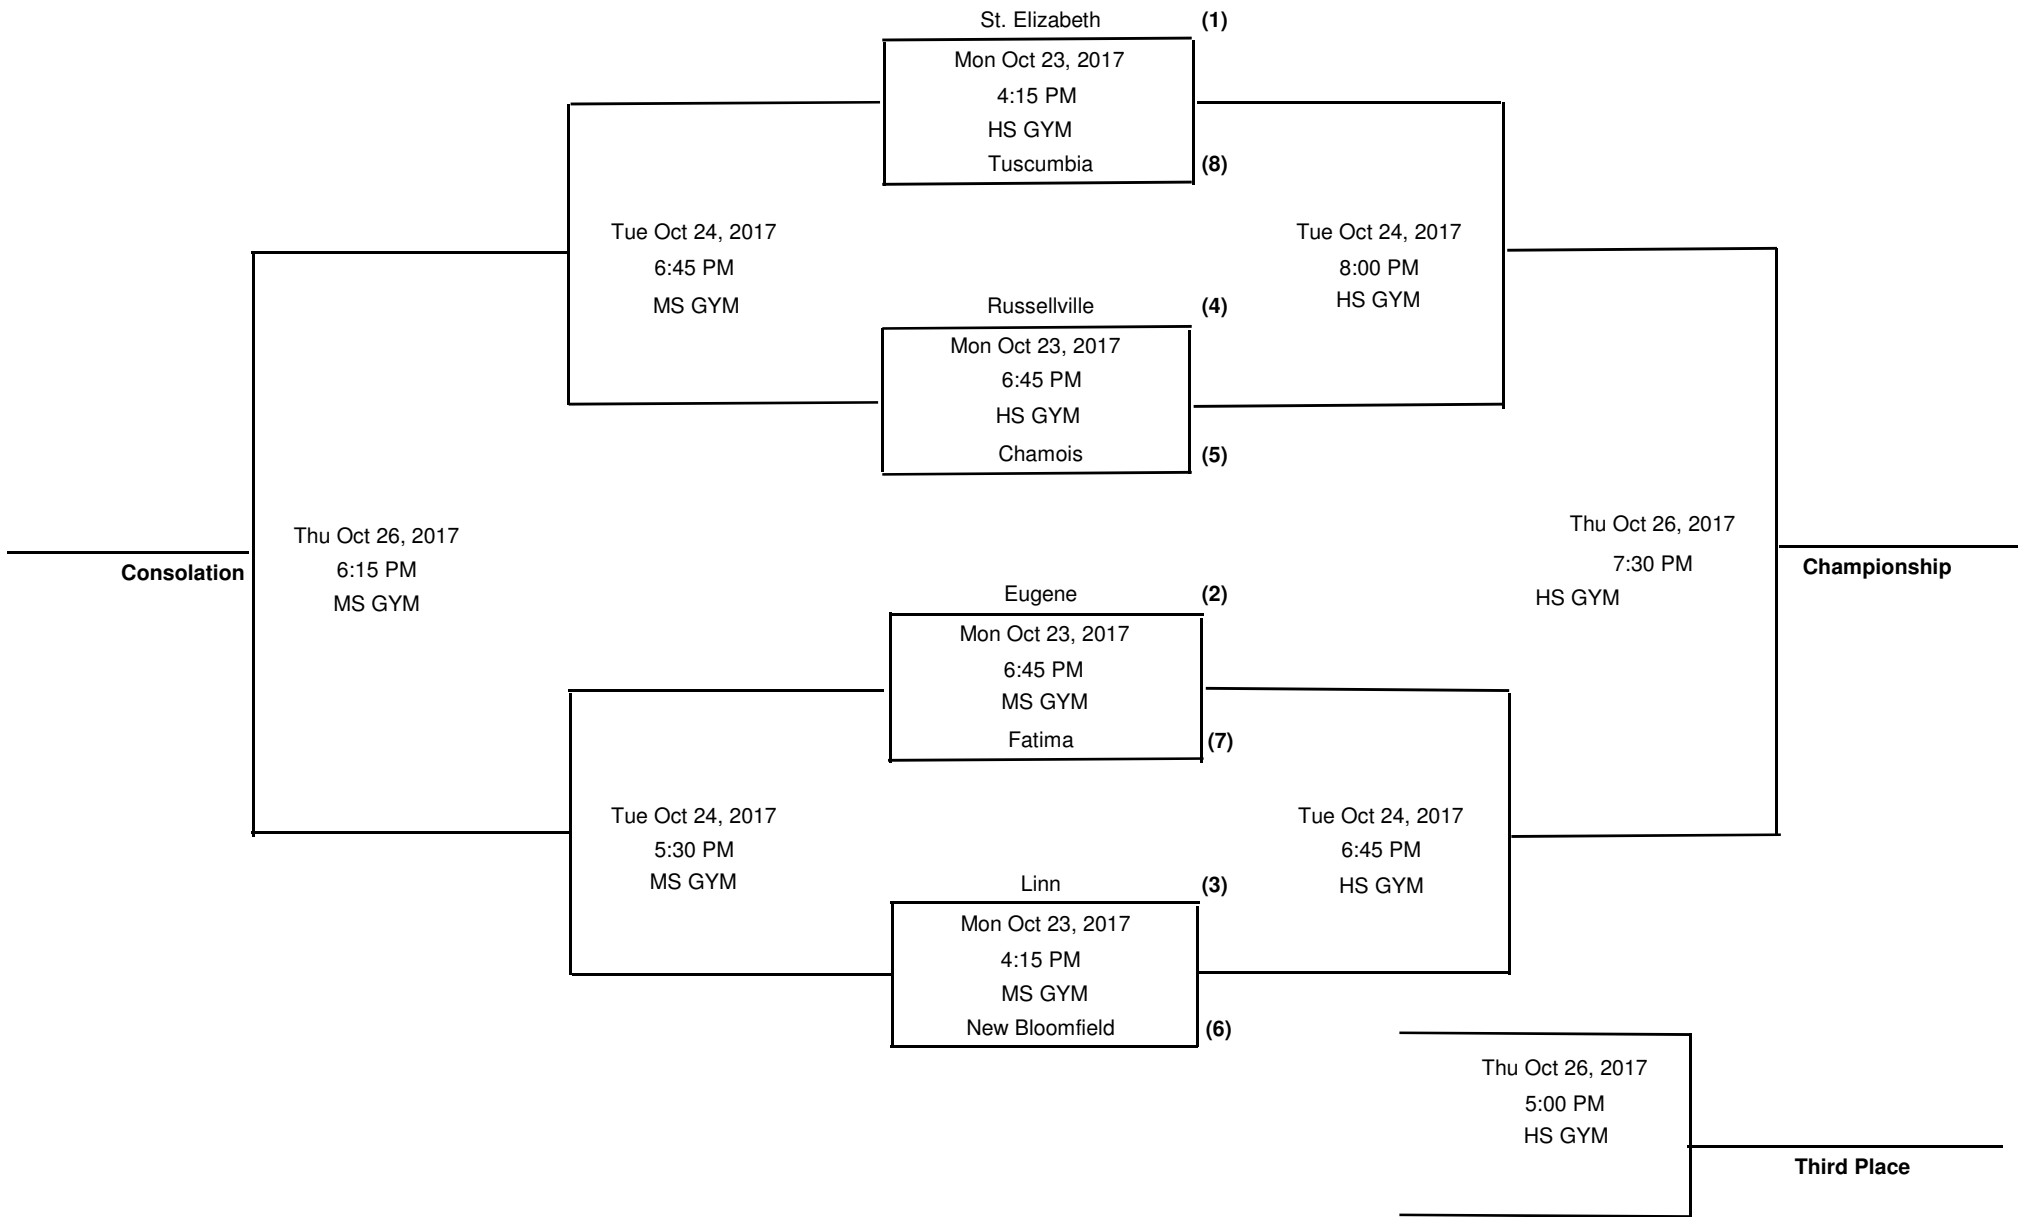 St. Elizabeth (1)
Mon Oct 23, 2017
4:15 PM
HS GYM
Tuscumbia (8)
Tue Oct 24, 2017
6:45 PM
MS GYM
Tue Oct 24, 2017
8:00 PM
HS GYM
Russellville (4)
Mon Oct 23, 2017
6:45 PM
HS GYM
Chamois (5)
Thu Oct 26, 2017
6:15 PM
MS GYM
Consolation
Thu Oct 26, 2017
7:30 PM
HS GYM
Championship
Eugene (2)
Mon Oct 23, 2017
6:45 PM
MS GYM
Fatima (7)
Tue Oct 24, 2017
5:30 PM
MS GYM
Tue Oct 24, 2017
6:45 PM
HS GYM
Linn (3)
Mon Oct 23, 2017
4:15 PM
MS GYM
New Bloomfield (6)
Thu Oct 26, 2017
5:00 PM
HS GYM
Third Place